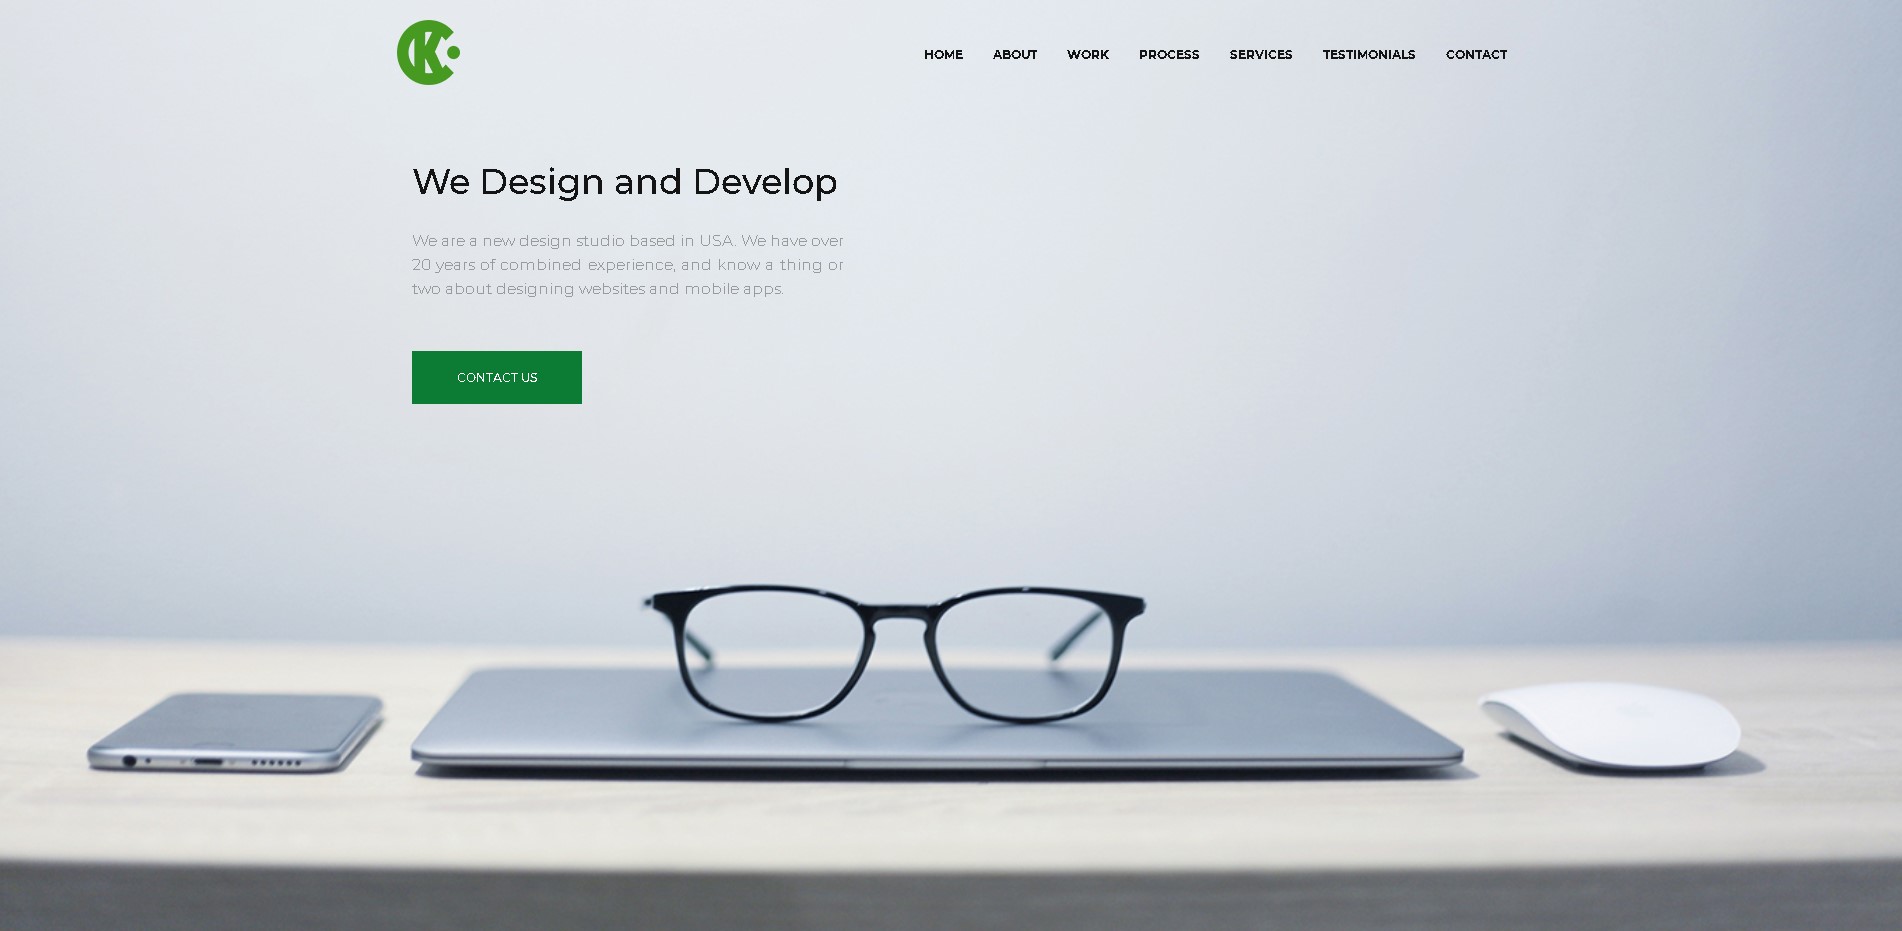 CK
HOME ABOUT WORK PROCESS SERVICES TESTIMONIALS CONTACT
We Design and Develop
We are a new design studio based in USA. We have over
20 years of combined experience, and know a thing or
two about designing websites and mobile apps.
CONTACT US